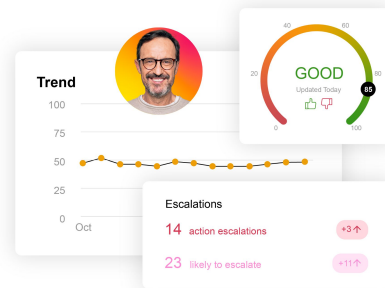 Trend
100
75
50
25
0
Oct
40
60
20
80
GOOD
Updated Today
85
0
100
Escalations
14 action escalations
+3
23 likely to escalate
+11